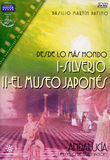 BASILIO MARTÍN PATINO
DESDE LO MÁS HONDO
I-SILVERIO
II-EL MUSEO JAPONÉS
ANDALUCÍA